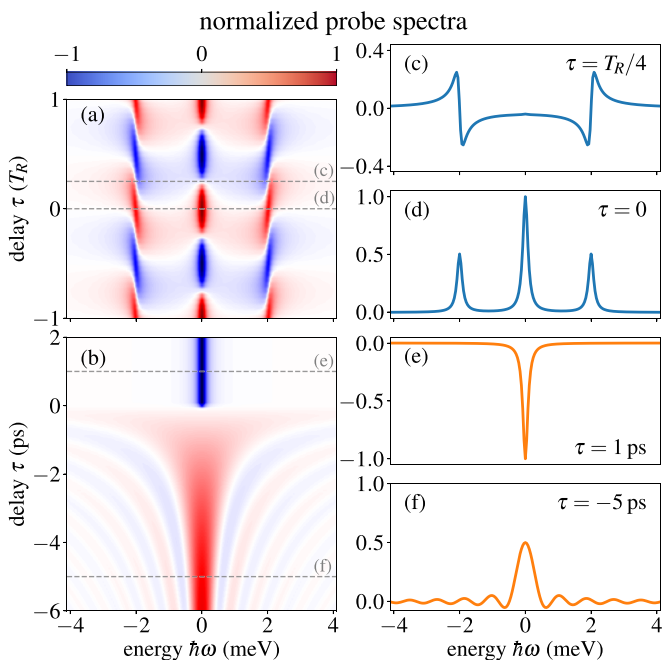 normalized probe spectra
−1 0 1
(a)
1
0
−1
delay τ (T_R)
(c)
(d)
(b)
2
0
−2
−4
−6
delay τ (ps)
(e)
(f)
−4 −2 0 2 4
energy ħω (meV)
(c) τ = T_R/4
0.4
0.0
−0.4
(d) τ = 0
1.0
0.5
0.0
(e)
0.0
−0.5
−1.0
τ = 1 ps
(f) τ = −5 ps
1.0
0.5
0.0
−4 −2 0 2 4
energy ħω (meV)